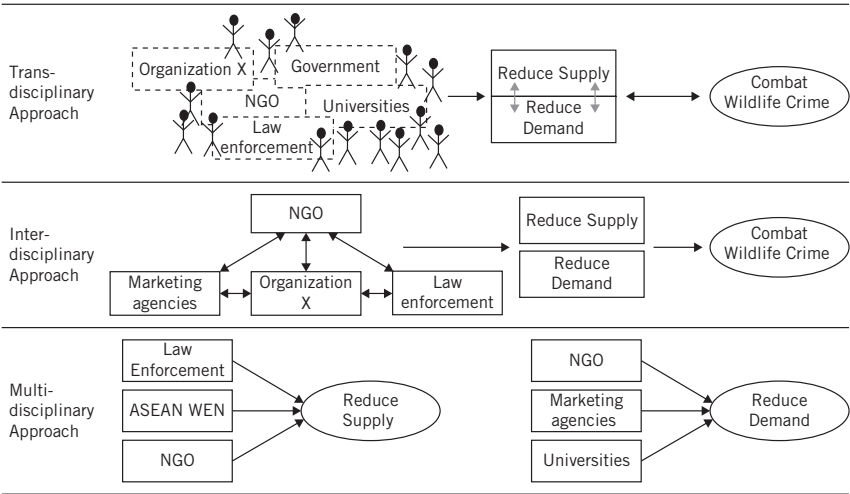 Trans-
disciplinary
Approach
Organization X
Government
NGO
Universities
Law
enforcement
Reduce Supply
Reduce
Demand
Combat
Wildlife Crime
Inter-
disciplinary
Approach
NGO
Marketing
agencies
Organization
X
Law
enforcement
Reduce Supply
Reduce
Demand
Combat
Wildlife Crime
Multi-
disciplinary
Approach
Law
Enforcement
ASEAN WEN
NGO
Reduce
Supply
NGO
Marketing
agencies
Universities
Reduce
Demand